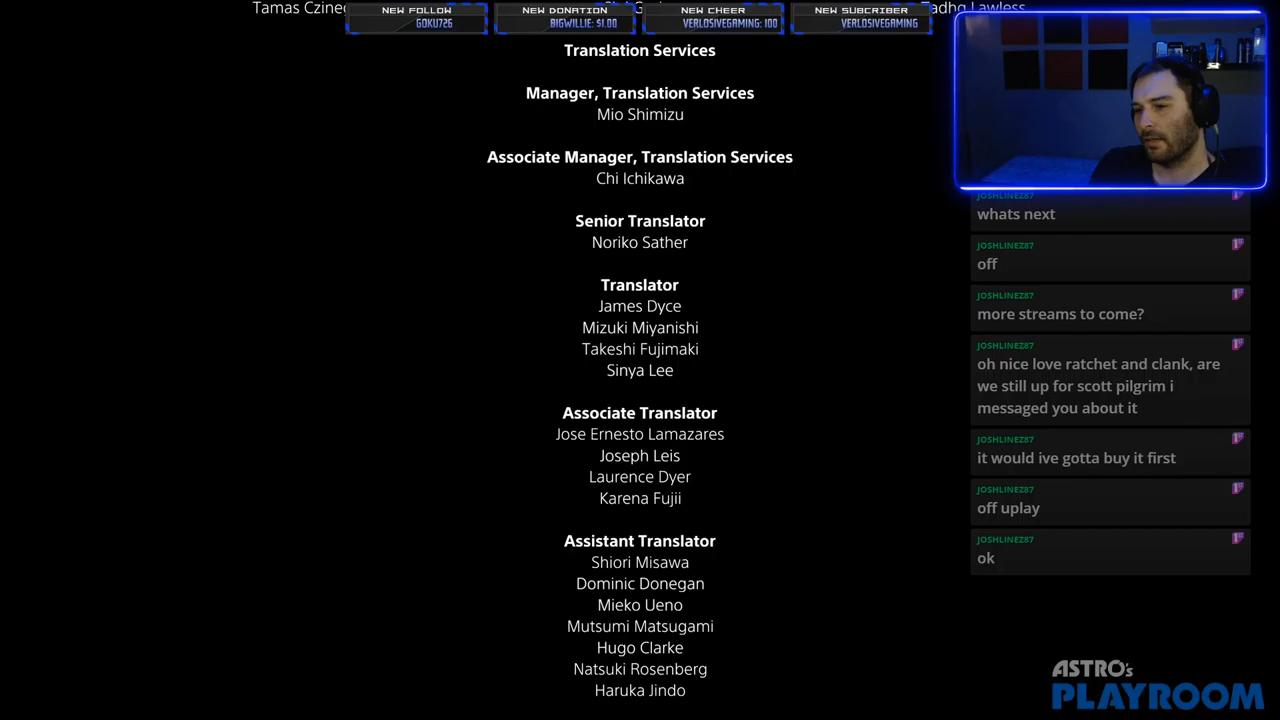 Tamas Czineg
Tadhg Lawless
NEW FOLLOW
GOKU726
NEW DONATION
BIGWILLIE: $1.00
NEW CHEER
VERLOSIVEGAMING: 100
NEW SUBCRIBER
VERLOSIVEGAMING
Translation Services
Manager, Translation Services
Mio Shimizu
Associate Manager, Translation Services
Chi Ichikawa
Senior Translator
Noriko Sather
Translator
James Dyce
Mizuki Miyanishi
Takeshi Fujimaki
Sinya Lee
Associate Translator
Jose Ernesto Lamazares
Joseph Leis
Laurence Dyer
Karena Fujii
Assistant Translator
Shiori Misawa
Dominic Donegan
Mieko Ueno
Mutsumi Matsugami
Hugo Clarke
Natsuki Rosenberg
Haruka Jindo
JOSHLINEZ87
whats next
JOSHLINEZ87
off
JOSHLINEZ87
more streams to come?
JOSHLINEZ87
oh nice love ratchet and clank, are
we still up for scott pilgrim i
messaged you about it
JOSHLINEZ87
it would ive gotta buy it first
JOSHLINEZ87
off uplay
JOSHLINEZ87
ok
ASTRO's
PLAYROOM